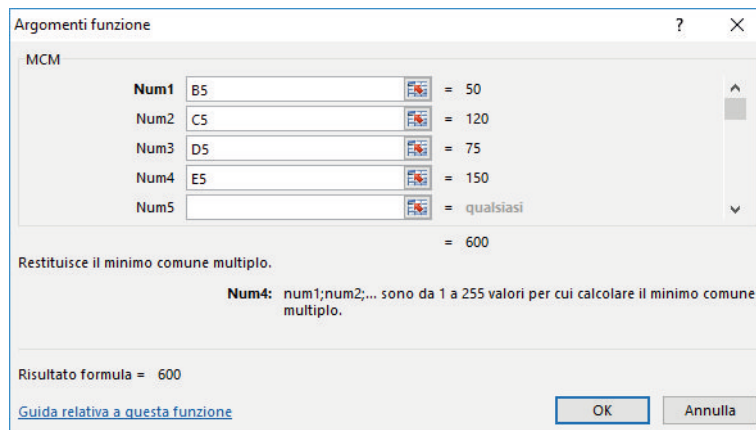 Argomenti funzione ? X
MCM
Num1 B5 = 50
Num2 C5 = 120
Num3 D5 = 75
Num4 E5 = 150
Num5 = qualsiasi
= 600
Restituisce il minimo comune multiplo.
Num4: num1;num2;... sono da 1 a 255 valori per cui calcolare il minimo comune
multiplo.
Risultato formula = 600
Guida relativa a questa funzione OK Annulla